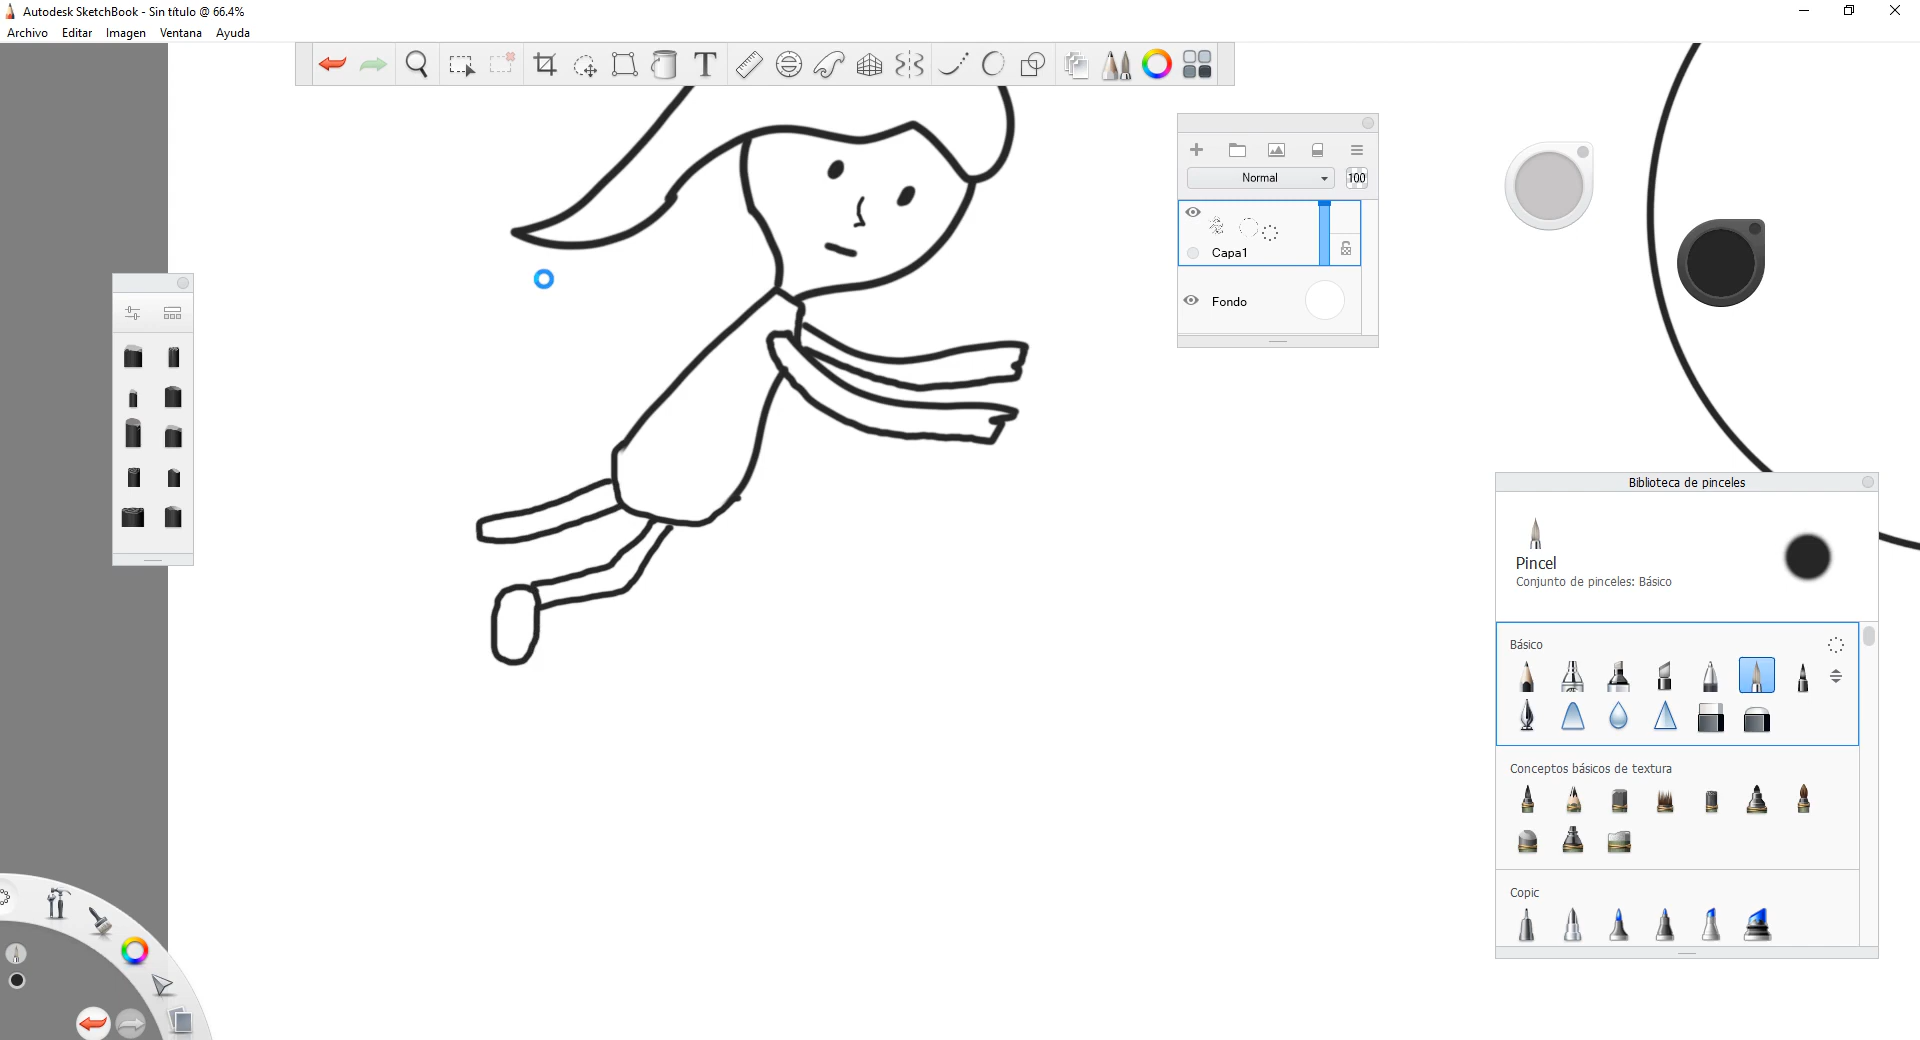 Autodesk SketchBook - Sin título @ 66.4%
Archivo Editar Imagen Ventana Ayuda
T
Normal 100
Capa1
Fondo
Biblioteca de pinceles
Pincel
Conjunto de pinceles: Básico
Básico
Conceptos básicos de textura
Copic